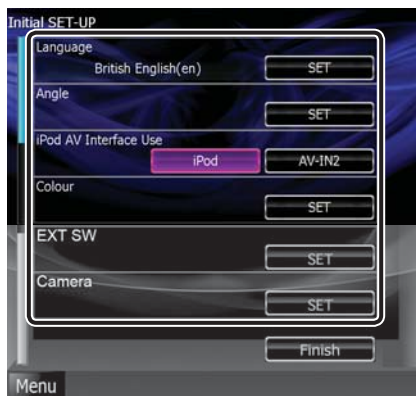 Initial SET-UP
Language
British English(en) SET
Angle
SET
iPod AV Interface Use
iPod AV-IN2
Colour
SET
EXT SW
SET
Camera
SET
Finish
Menu